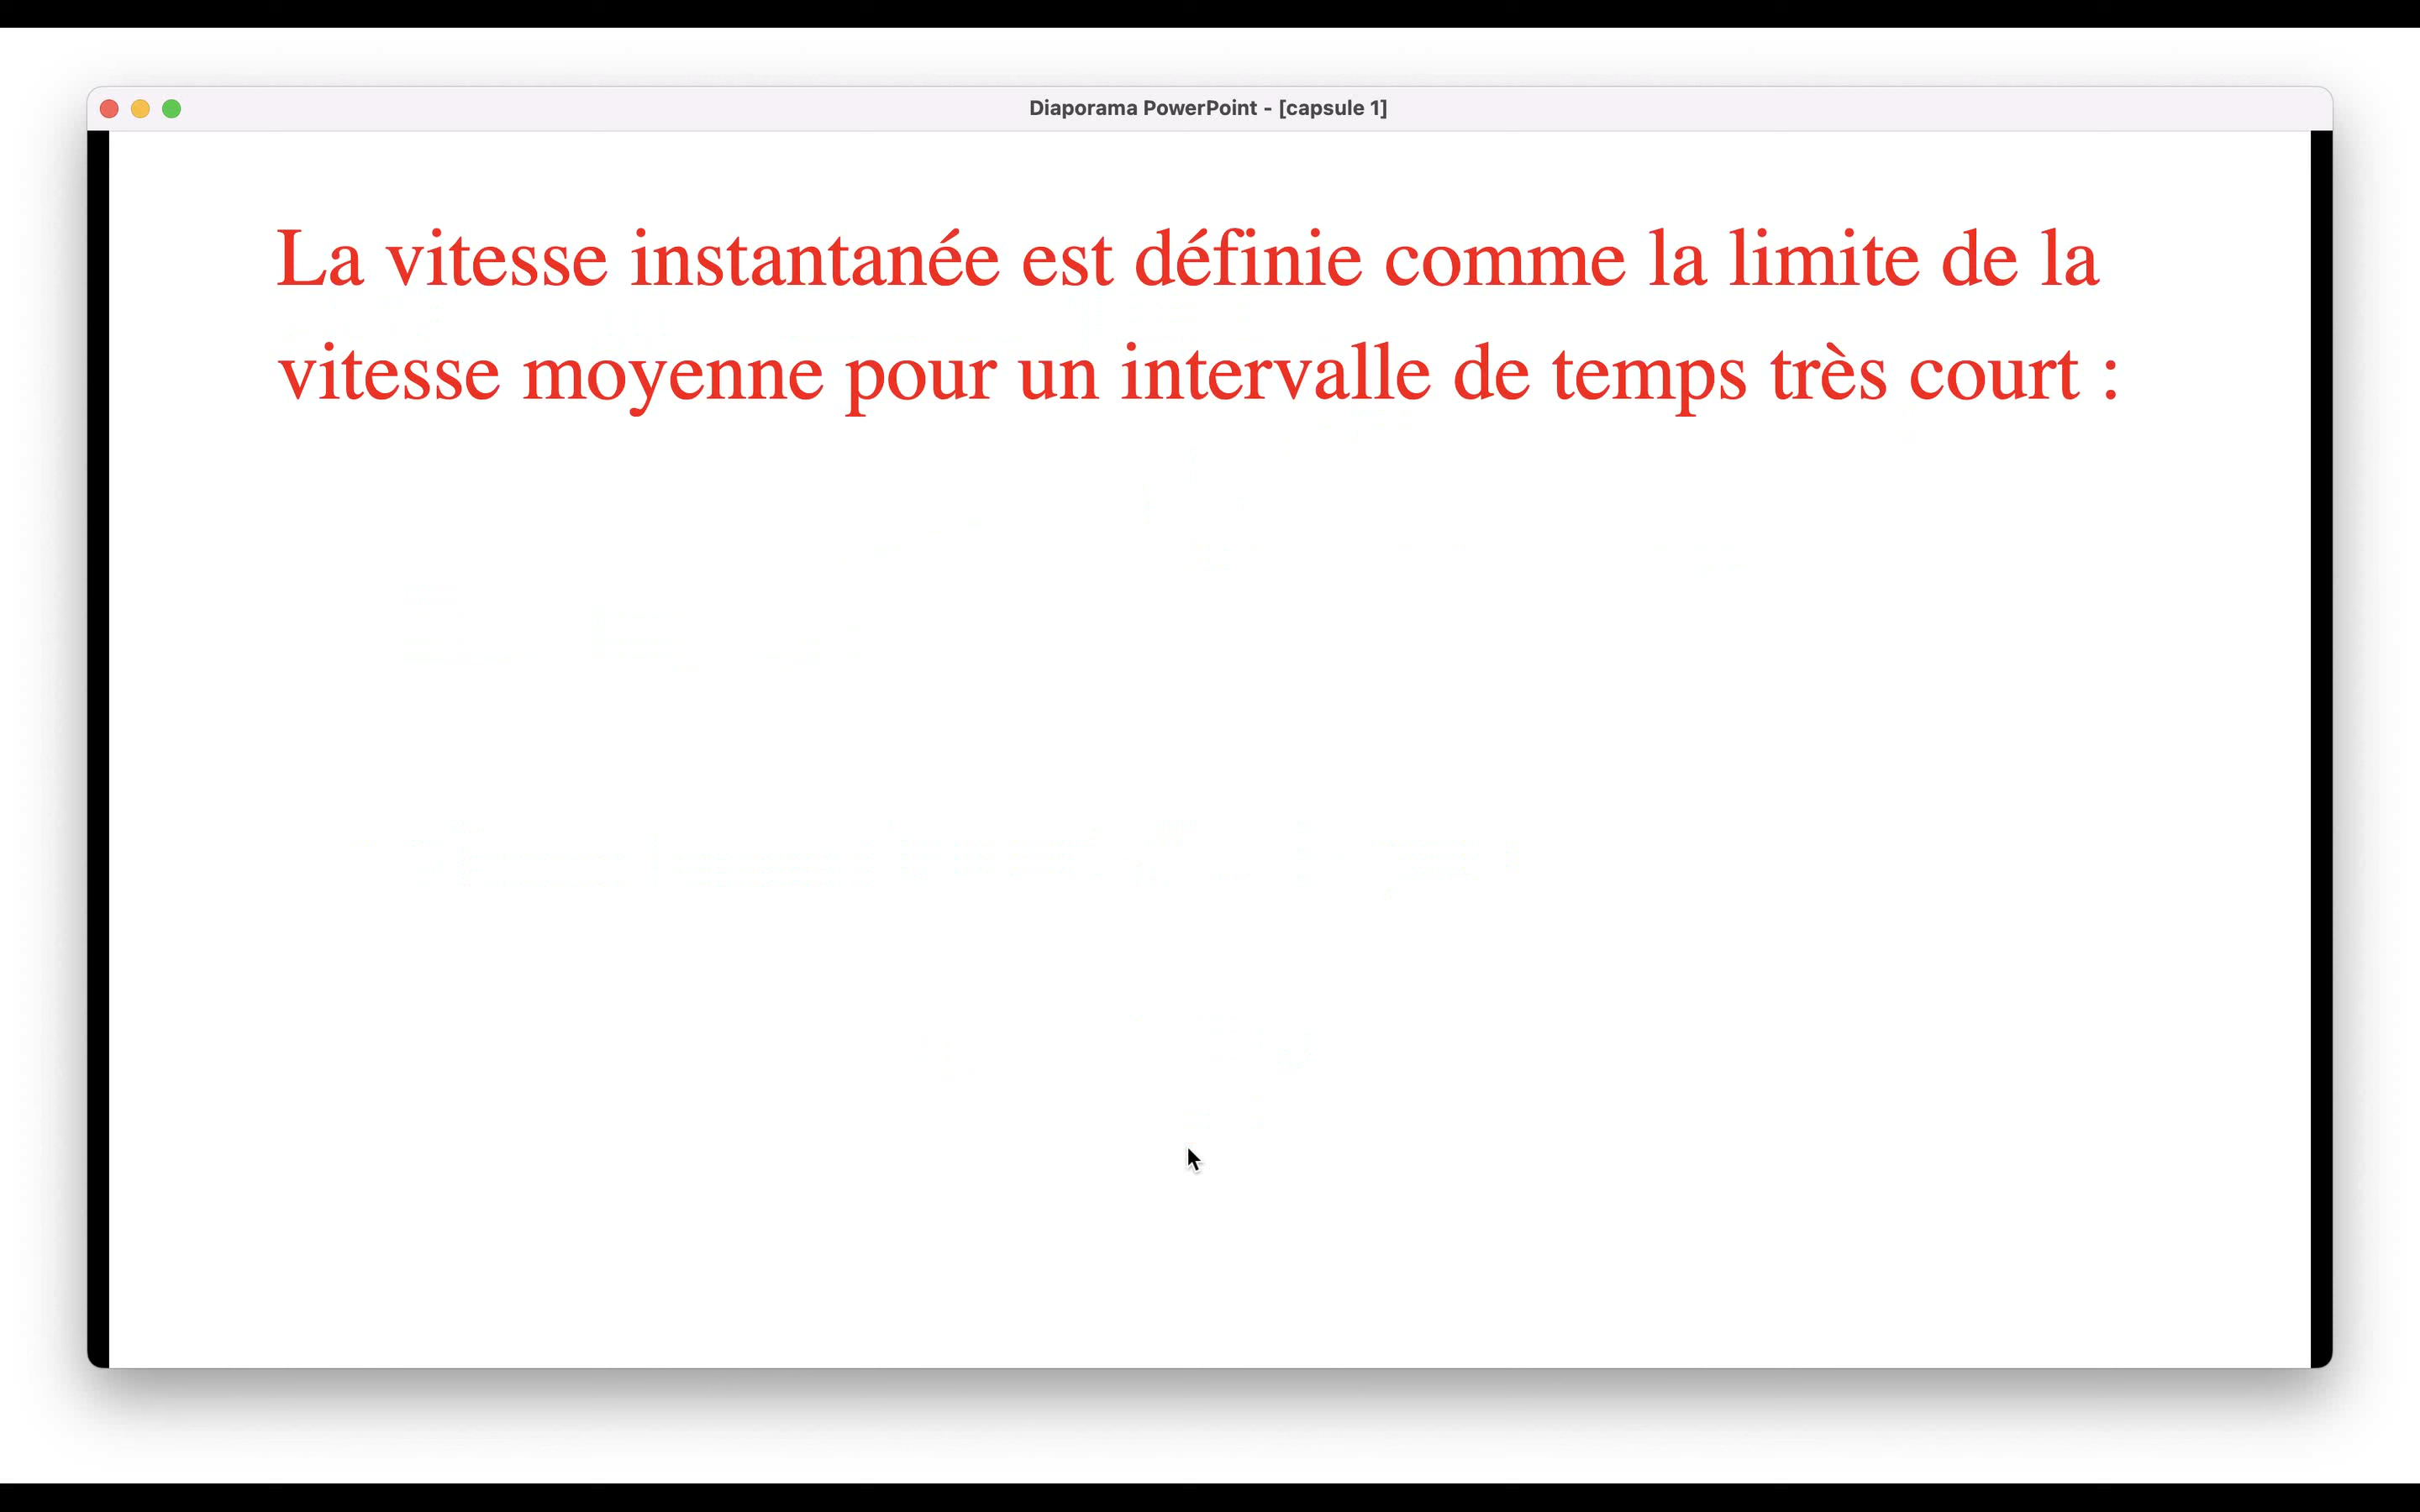 Diaporama PowerPoint - [capsule 1]
La vitesse instantanée est définie comme la limite de la
vitesse moyenne pour un intervalle de temps très court :